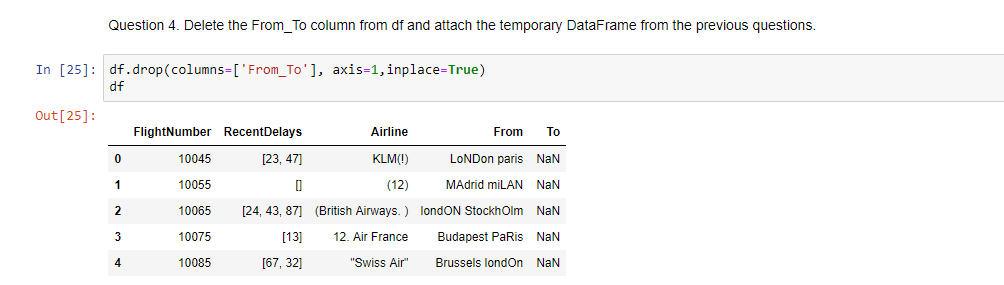 Question 4. Delete the From_To column from df and attach the temporary DataFrame from the previous questions.
In [25]: df.drop(columns=['From_To'], axis=1,inplace=True)
df
Out[25]:
FlightNumber RecentDelays Airline From To
0 10045 [23, 47] KLM(!) LoNDon paris NaN
1 10055 [] (12) MAdrid miLAN NaN
2 10065 [24, 43, 87] (British Airways. ) londON StockhOlm NaN
3 10075 [13] 12. Air France Budapest PaRis NaN
4 10085 [67, 32] "Swiss Air" Brussels londOn NaN